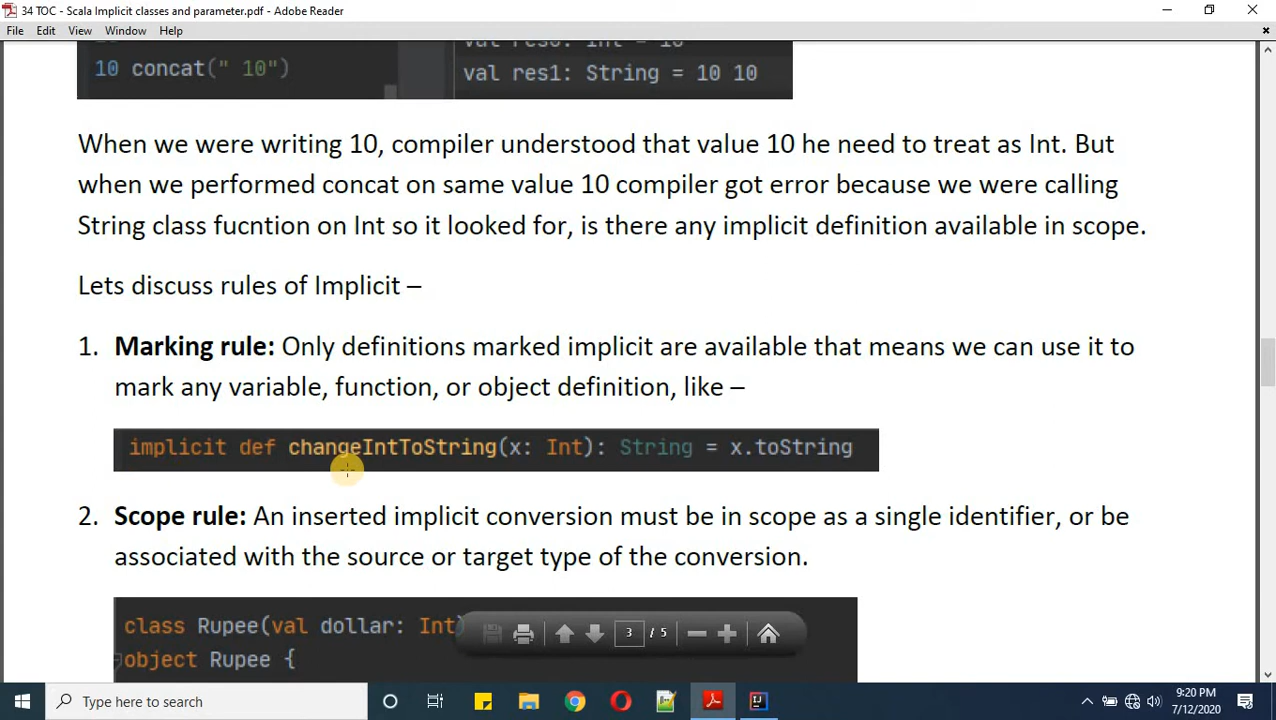 34 TOC - Scala Implicit classes and parameter.pdf - Adobe Reader
File Edit View Window Help
10 concat(" 10")
val res0: Int = 10
val res1: String = 10 10
When we were writing 10, compiler understood that value 10 he need to treat as Int. But
when we performed concat on same value 10 compiler got error because we were calling
String class fucntion on Int so it looked for, is there any implicit definition available in scope.
Lets discuss rules of Implicit –
1. Marking rule: Only definitions marked implicit are available that means we can use it to
mark any variable, function, or object definition, like –
implicit def changeIntToString(x: Int): String = x.toString
2. Scope rule: An inserted implicit conversion must be in scope as a single identifier, or be
associated with the source or target type of the conversion.
class Rupee(val dollar: Int)
object Rupee {
3 / 5
Type here to search
9:20 PM
7/12/2020